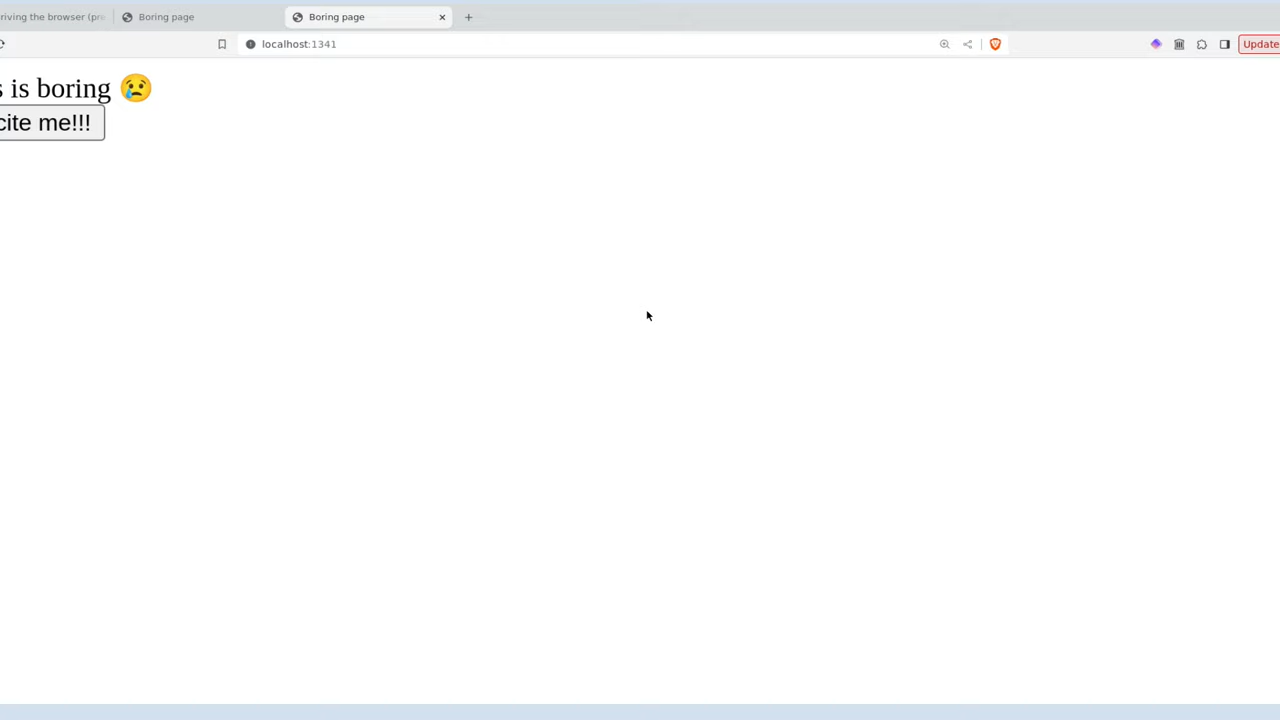 riving the browser (pre
Boring page
Boring page
localhost:1341
Update
s is boring 😢
cite me!!!